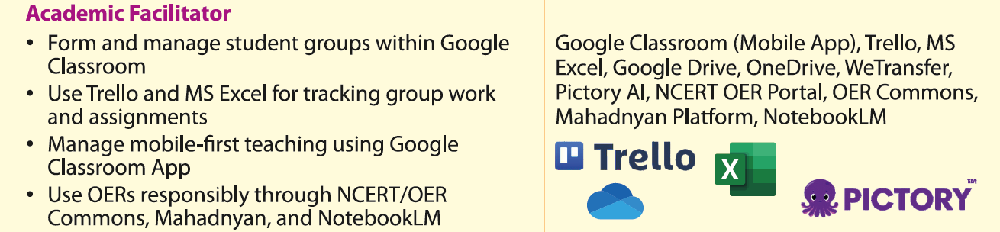 Academic Facilitator
• Form and manage student groups within Google
Classroom
• Use Trello and MS Excel for tracking group work
and assignments
• Manage mobile-first teaching using Google
Classroom App
• Use OERs responsibly through NCERT/OER
Commons, Mahadnyan, and NotebookLM
Google Classroom (Mobile App), Trello, MS
Excel, Google Drive, OneDrive, WeTransfer,
Pictory AI, NCERT OER Portal, OER Commons,
Mahadnyan Platform, NotebookLM
Trello
X
PICTORY™